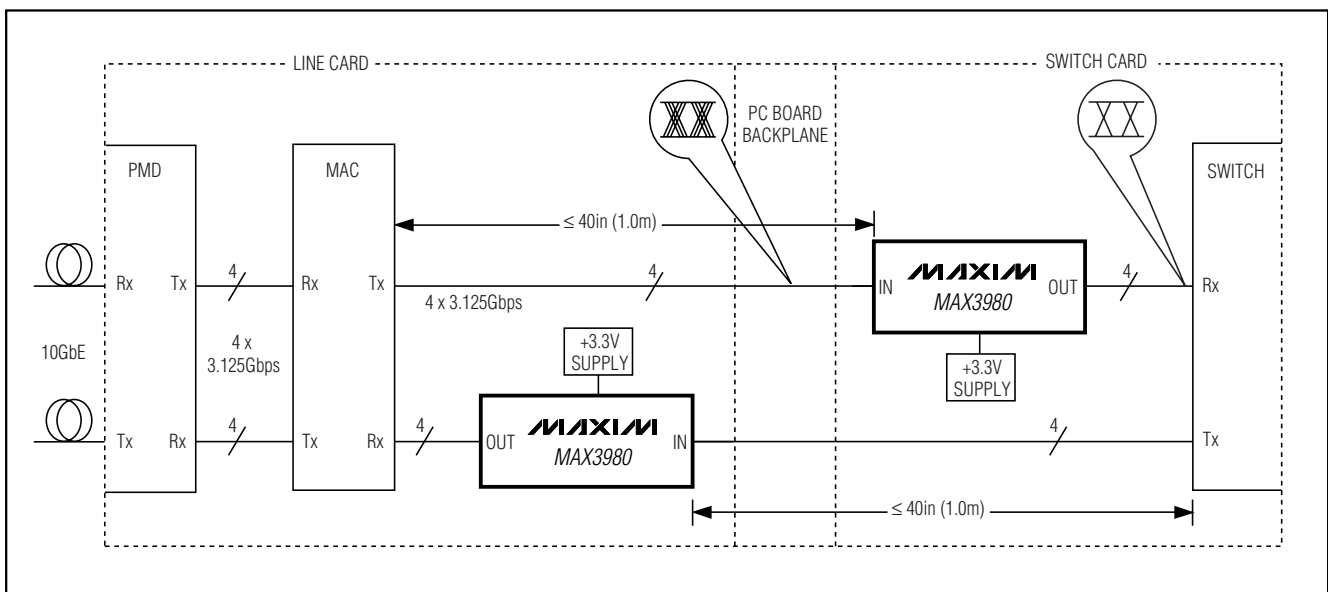 LINE CARD
SWITCH CARD
PC BOARD
BACKPLANE
PMD
MAC
SWITCH
≤ 40in (1.0m)
Rx
Tx
4
Rx
Tx
4
IN
MAXIM
MAX3980
OUT
4
Rx
4 x 3.125Gbps
10GbE
4 x
3.125Gbps
+3.3V
SUPPLY
+3.3V
SUPPLY
Tx
Rx
4
Tx
Rx
4
OUT
MAXIM
MAX3980
IN
4
Tx
≤ 40in (1.0m)